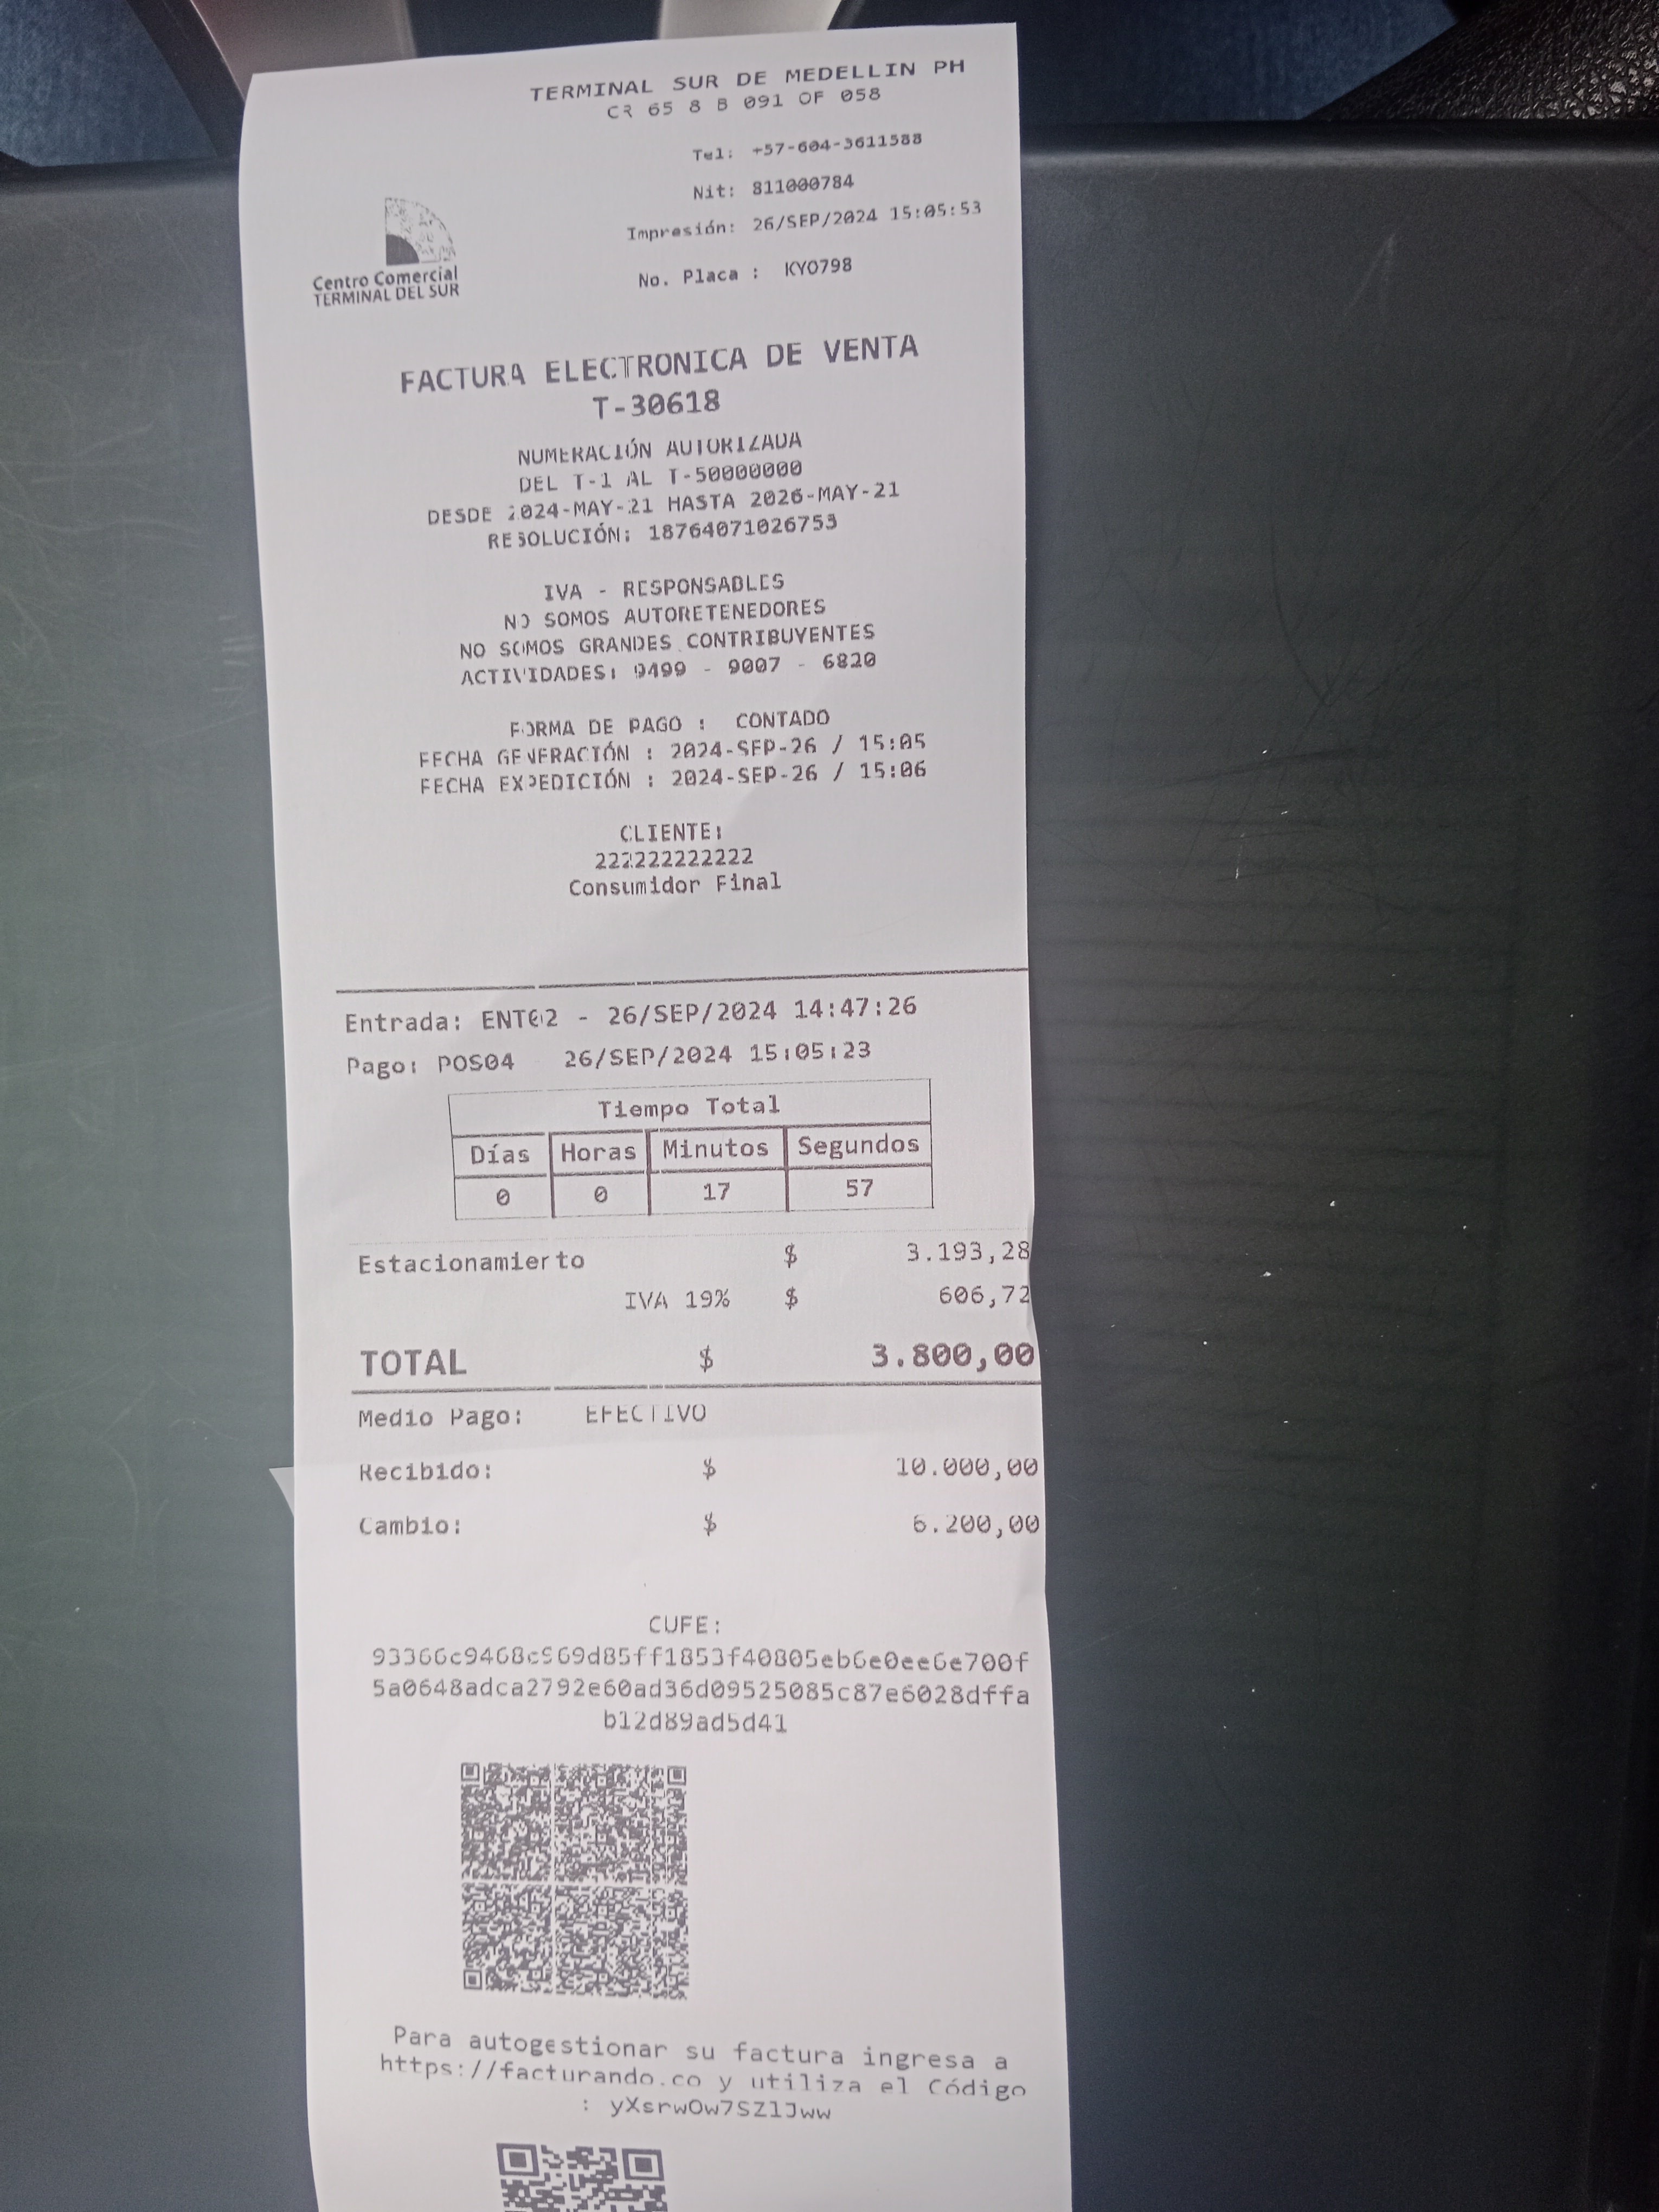 TERMINAL SUR DE MEDELLIN PH
CR 65 8 B 091 OF 058
Tel: +57-604-3611588
Nit: 811000784
Impresión: 26/SEP/2024 15:05:53
No. Placa : KYO798
Centro Comercial
TERMINAL DEL SUR
FACTURA ELECTRONICA DE VENTA
T-30618
NUMERACIÓN AUTORIZADA
DEL T-1 AL T-50000000
DESDE 2024-MAY-21 HASTA 2026-MAY-21
RESOLUCIÓN: 18764071026753
IVA - RESPONSABLES
NO SOMOS AUTORETENEDORES
NO SOMOS GRANDES CONTRIBUYENTES
ACTIVIDADES: 9499 - 9007 - 6820
FORMA DE PAGO : CONTADO
FECHA GENERACIÓN : 2024-SEP-26 / 15:05
FECHA EXPEDICIÓN : 2024-SEP-26 / 15:06
CLIENTE:
222222222222
Consumidor Final
Entrada: ENT02 - 26/SEP/2024 14:47:26
Pago: POS04 26/SEP/2024 15:05:23
Tiempo Total
Días Horas Minutos Segundos
0 0 17 57
Estacionamiento $ 3.193,28
IVA 19% $ 606,72
TOTAL $ 3.800,00
Medio Pago: EFECTIVO
Recibido: $ 10.000,00
Cambio: $ 6.200,00
CUFE:
93366c9468c569d85ff1853f40805eb6e0ee6e700f
5a0648adca2792e60ad36d09525085c87e6028dffa
b12d89ad5d41
Para autogestionar su factura ingresa a
https://facturando.co y utiliza el Código
: yXsrwOw7SZlJww